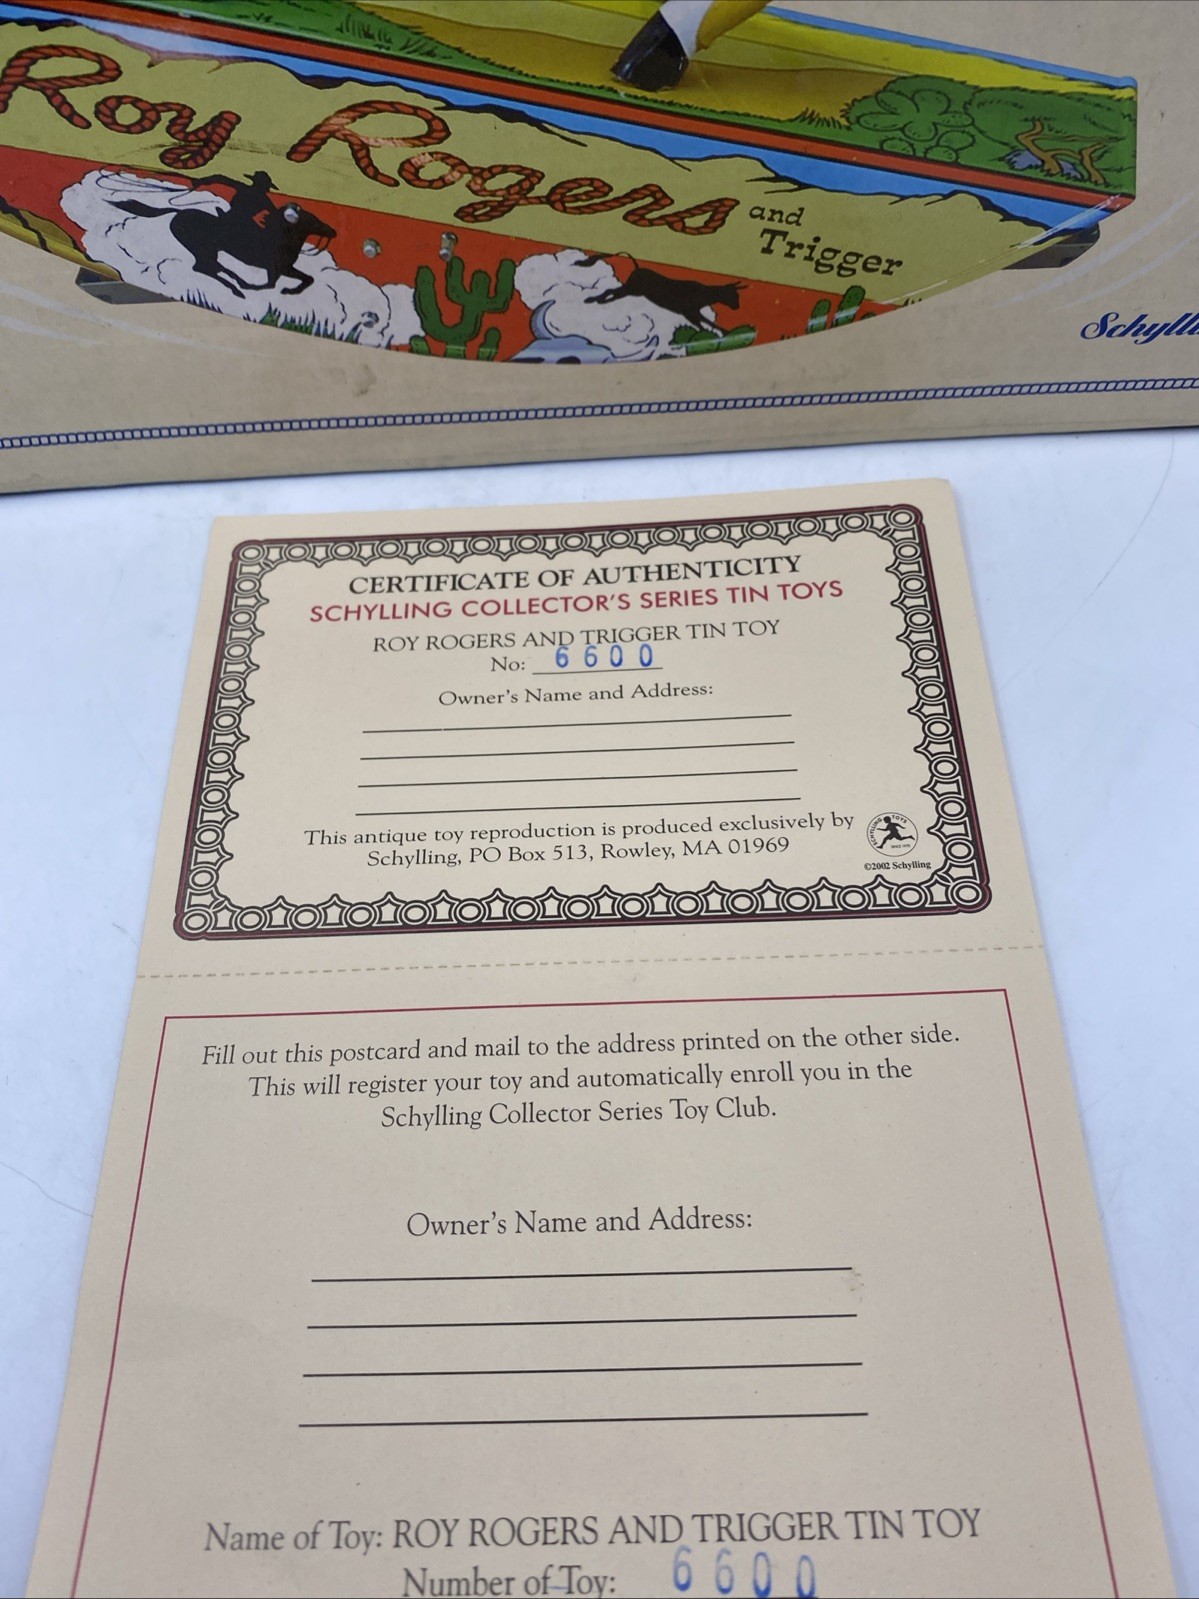 Roy Rogers
and
Trigger
CERTIFICATE OF AUTHENTICITY
SCHYLLING COLLECTOR'S SERIES TIN TOYS
ROY ROGERS AND TRIGGER TIN TOY
No: 6600
Owner's Name and Address:
This antique toy reproduction is produced exclusively by
Schylling, PO Box 513, Rowley, MA 01969
SCHYLLING TOYS
©2002 Schylling
Fill out this postcard and mail to the address printed on the other side.
This will register your toy and automatically enroll you in the
Schylling Collector Series Toy Club.
Owner's Name and Address:
Name of Toy: ROY ROGERS AND TRIGGER TIN TOY
Number of Toy: 6600